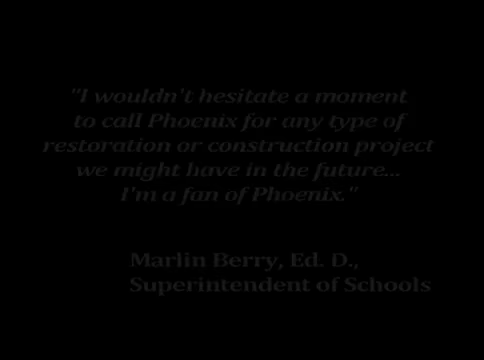 "I wouldn't hesitate a moment
to call Phoenix for any type of
restoration or construction project
we might have in the future...
I'm a fan of Phoenix."
Marlin Berry, Ed. D.,
Superintendent of Schools